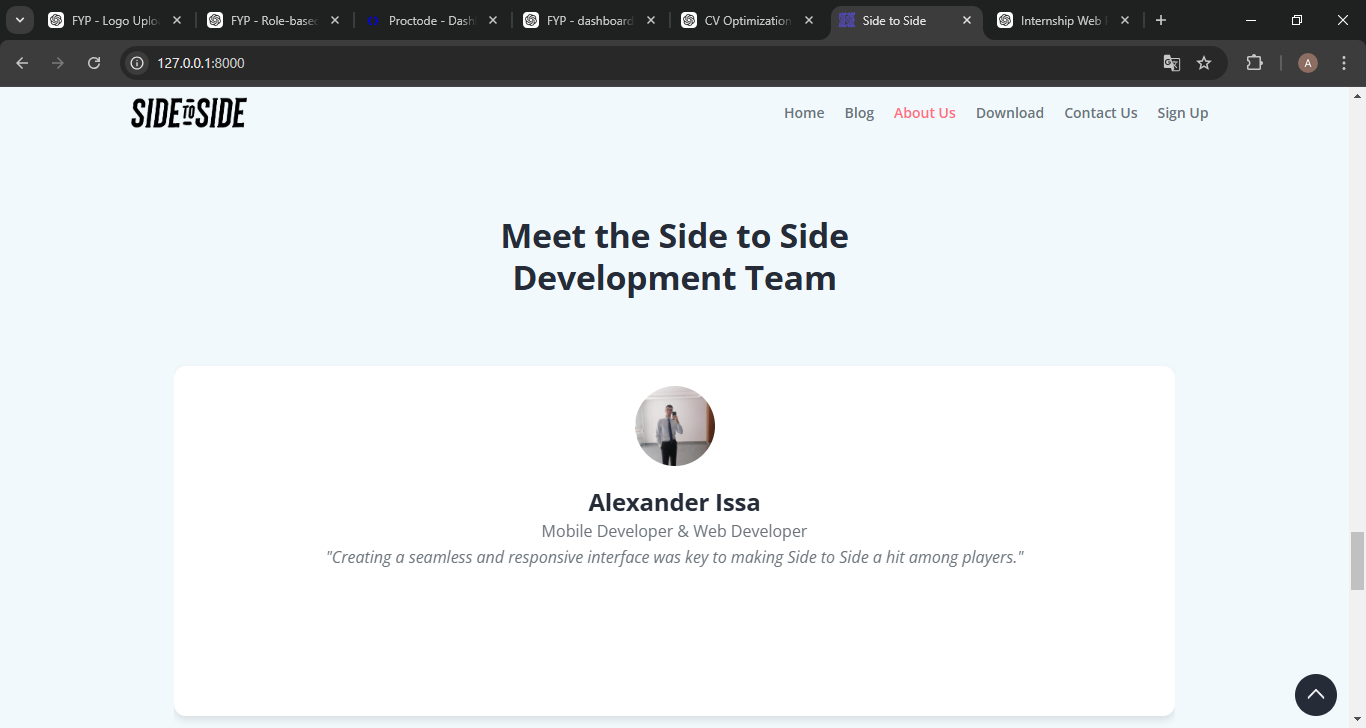 FYP - Logo Uplo
FYP - Role-based
Proctode - Dash
FYP - dashboard
CV Optimization
Side to Side
Internship Web
127.0.0.1:8000
A
SIDE TO SIDE
Home
Blog
About Us
Download
Contact Us
Sign Up
Meet the Side to Side
Development Team
Alexander Issa
Mobile Developer & Web Developer
"Creating a seamless and responsive interface was key to making Side to Side a hit among players."